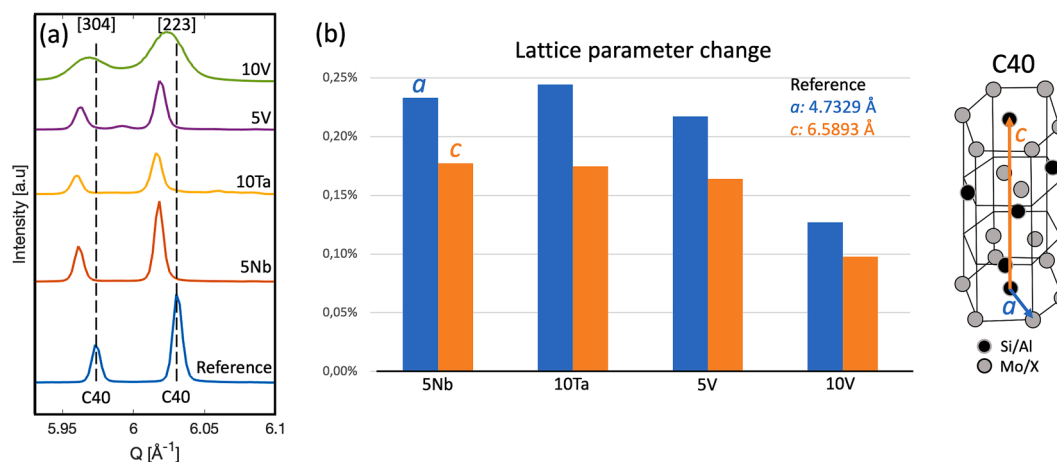 (a)
[304]
[223]
10V
5V
10Ta
5Nb
Reference
C40
C40
5.95
6
6.05
6.1
Q [Å⁻¹]
Intensity [a.u]
(b)
Lattice parameter change
0,25%
0,20%
0,15%
0,10%
0,05%
0,00%
a
c
Reference
a: 4.7329 Å
c: 6.5893 Å
5Nb
10Ta
5V
10V
C40
c
a
Si/Al
Mo/X